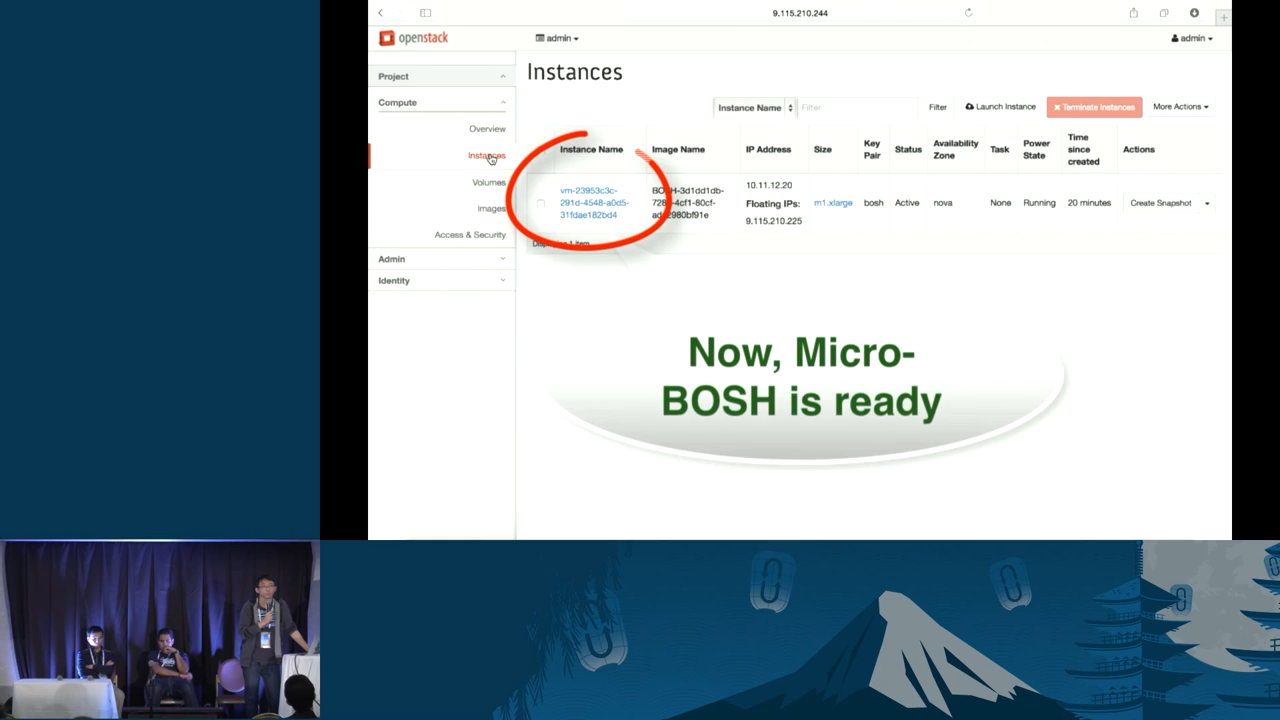 9.115.210.244
openstack
admin
admin
Project
Instances
Compute
Instance Name
Filter
Filter
Launch Instance
Terminate Instances
More Actions
Overview
Instances
Volumes
Images
Access & Security
Admin
Identity
Instance Name
Image Name
IP Address
Size
Key
Pair
Status
Availability
Zone
Task
Power
State
Time
since
created
Actions
vm-23953c3c-
291d-4548-a0d5-
31fdae182bd4
10.11.12.20
Floating IPs:
9.115.210.225
m1.xlarge
bosh
Active
nova
None
Running
20 minutes
Create Snapshot
item
Now, Micro-
BOSH is ready